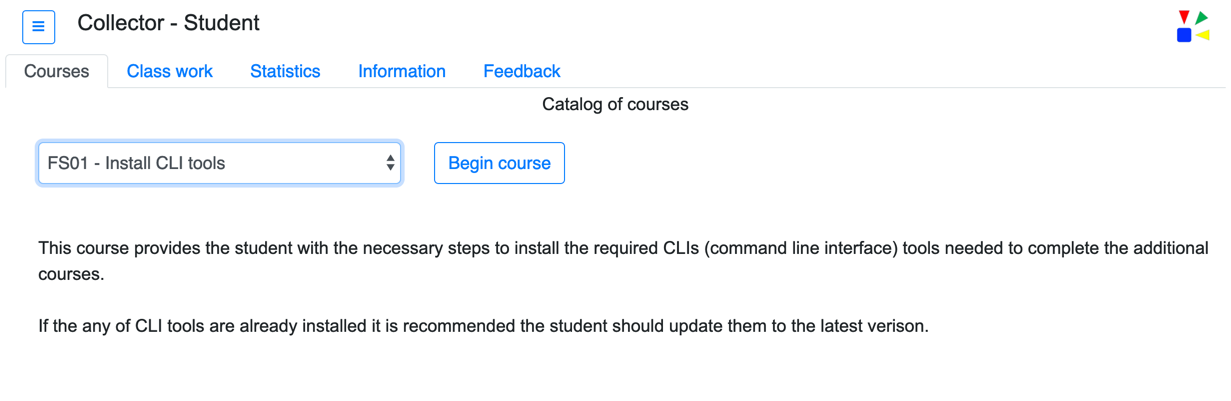 Collector - Student
Courses
Class work
Statistics
Information
Feedback
Catalog of courses
FS01 - Install CLI tools
Begin course
This course provides the student with the necessary steps to install the required CLIs (command line interface) tools needed to complete the additional
courses.
If the any of CLI tools are already installed it is recommended the student should update them to the latest verison.